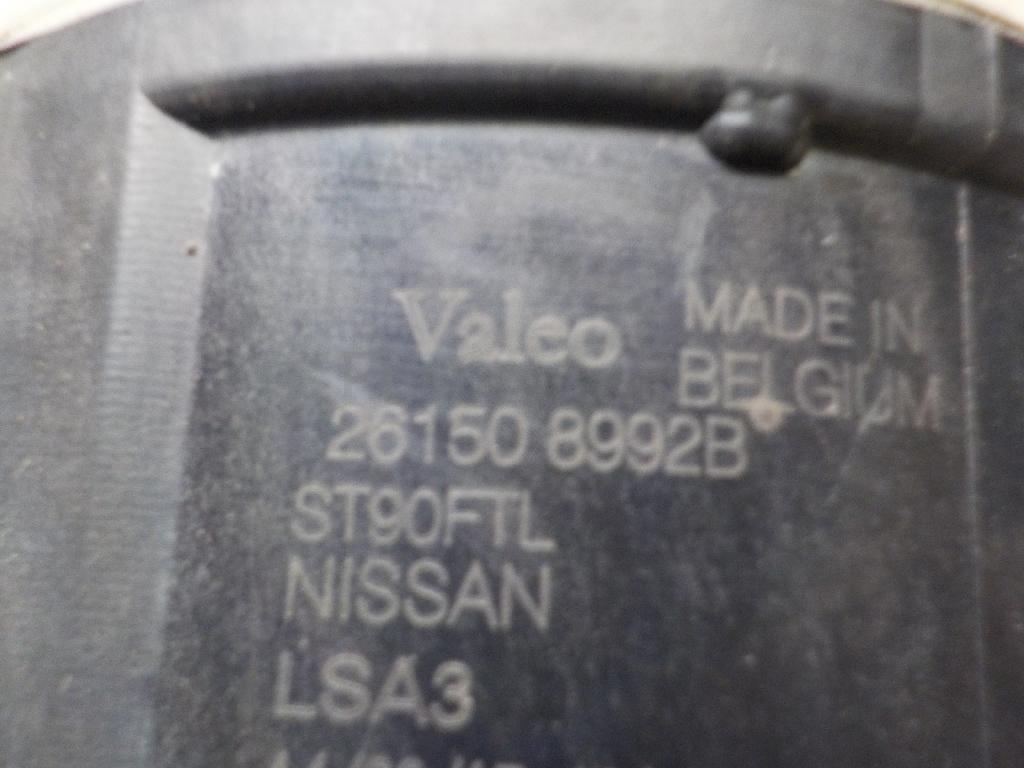 Valeo
MADE IN
BELGIUM
26150 8992B
ST90FTL
NISSAN
LSA3